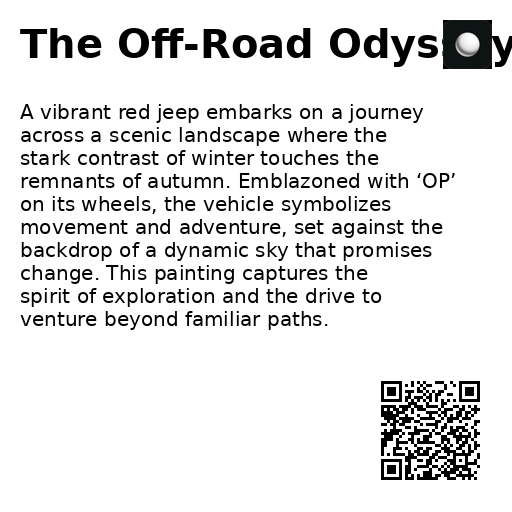 The Off-Road Odys y
A vibrant red jeep embarks on a journey
across a scenic landscape where the
stark contrast of winter touches the
remnants of autumn. Emblazoned with ‘OP’
on its wheels, the vehicle symbolizes
movement and adventure, set against the
backdrop of a dynamic sky that promises
change. This painting captures the
spirit of exploration and the drive to
venture beyond familiar paths.